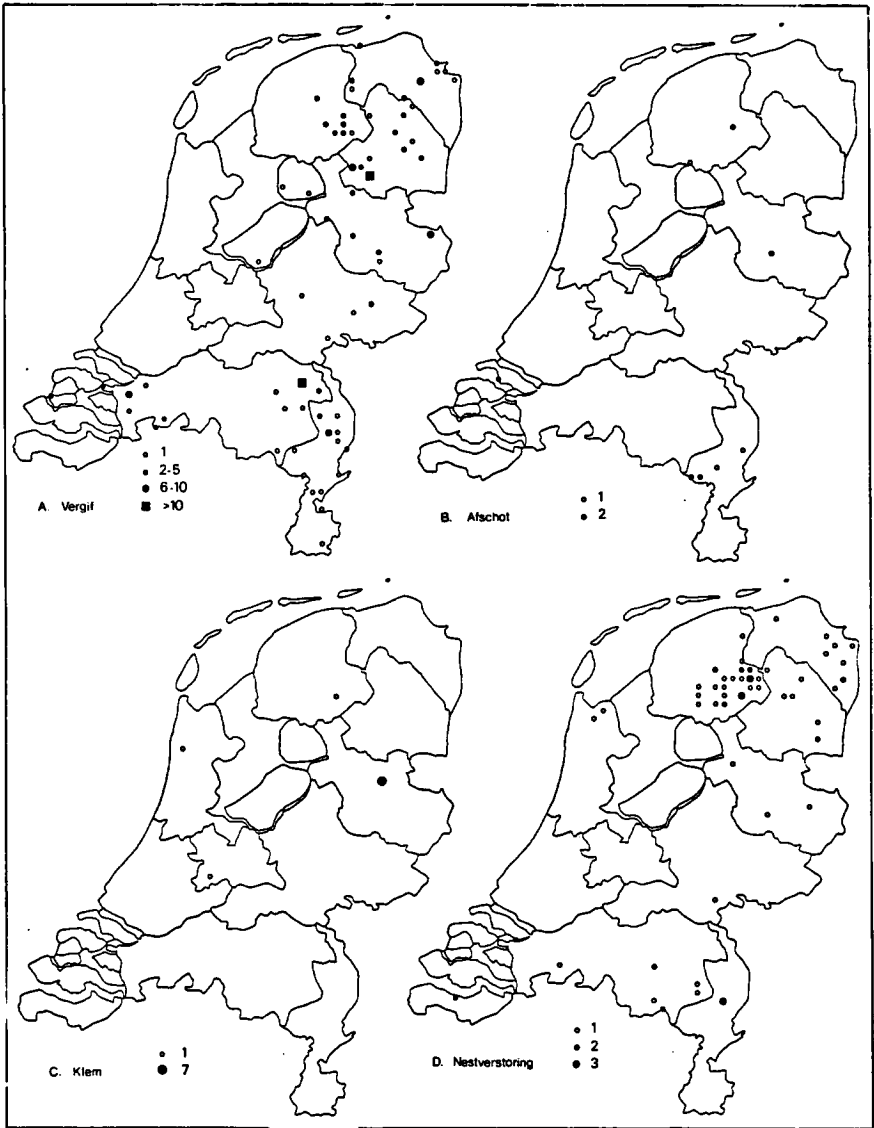 1
2-5
6-10
>10
A. Vergif
1
2
B. Afschot
1
7
C. Klem
1
2
3
D. Nestverstoring